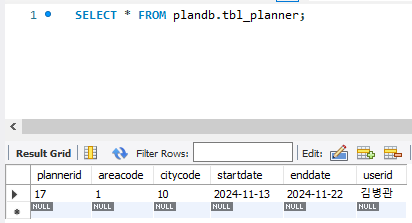 1 SELECT * FROM plandb.tbl_planner;
Result Grid Filter Rows: Edit:
plannerid areacode citycode startdate enddate userid
17 1 10 2024-11-13 2024-11-22 김병관
NULL NULL NULL NULL NULL NULL